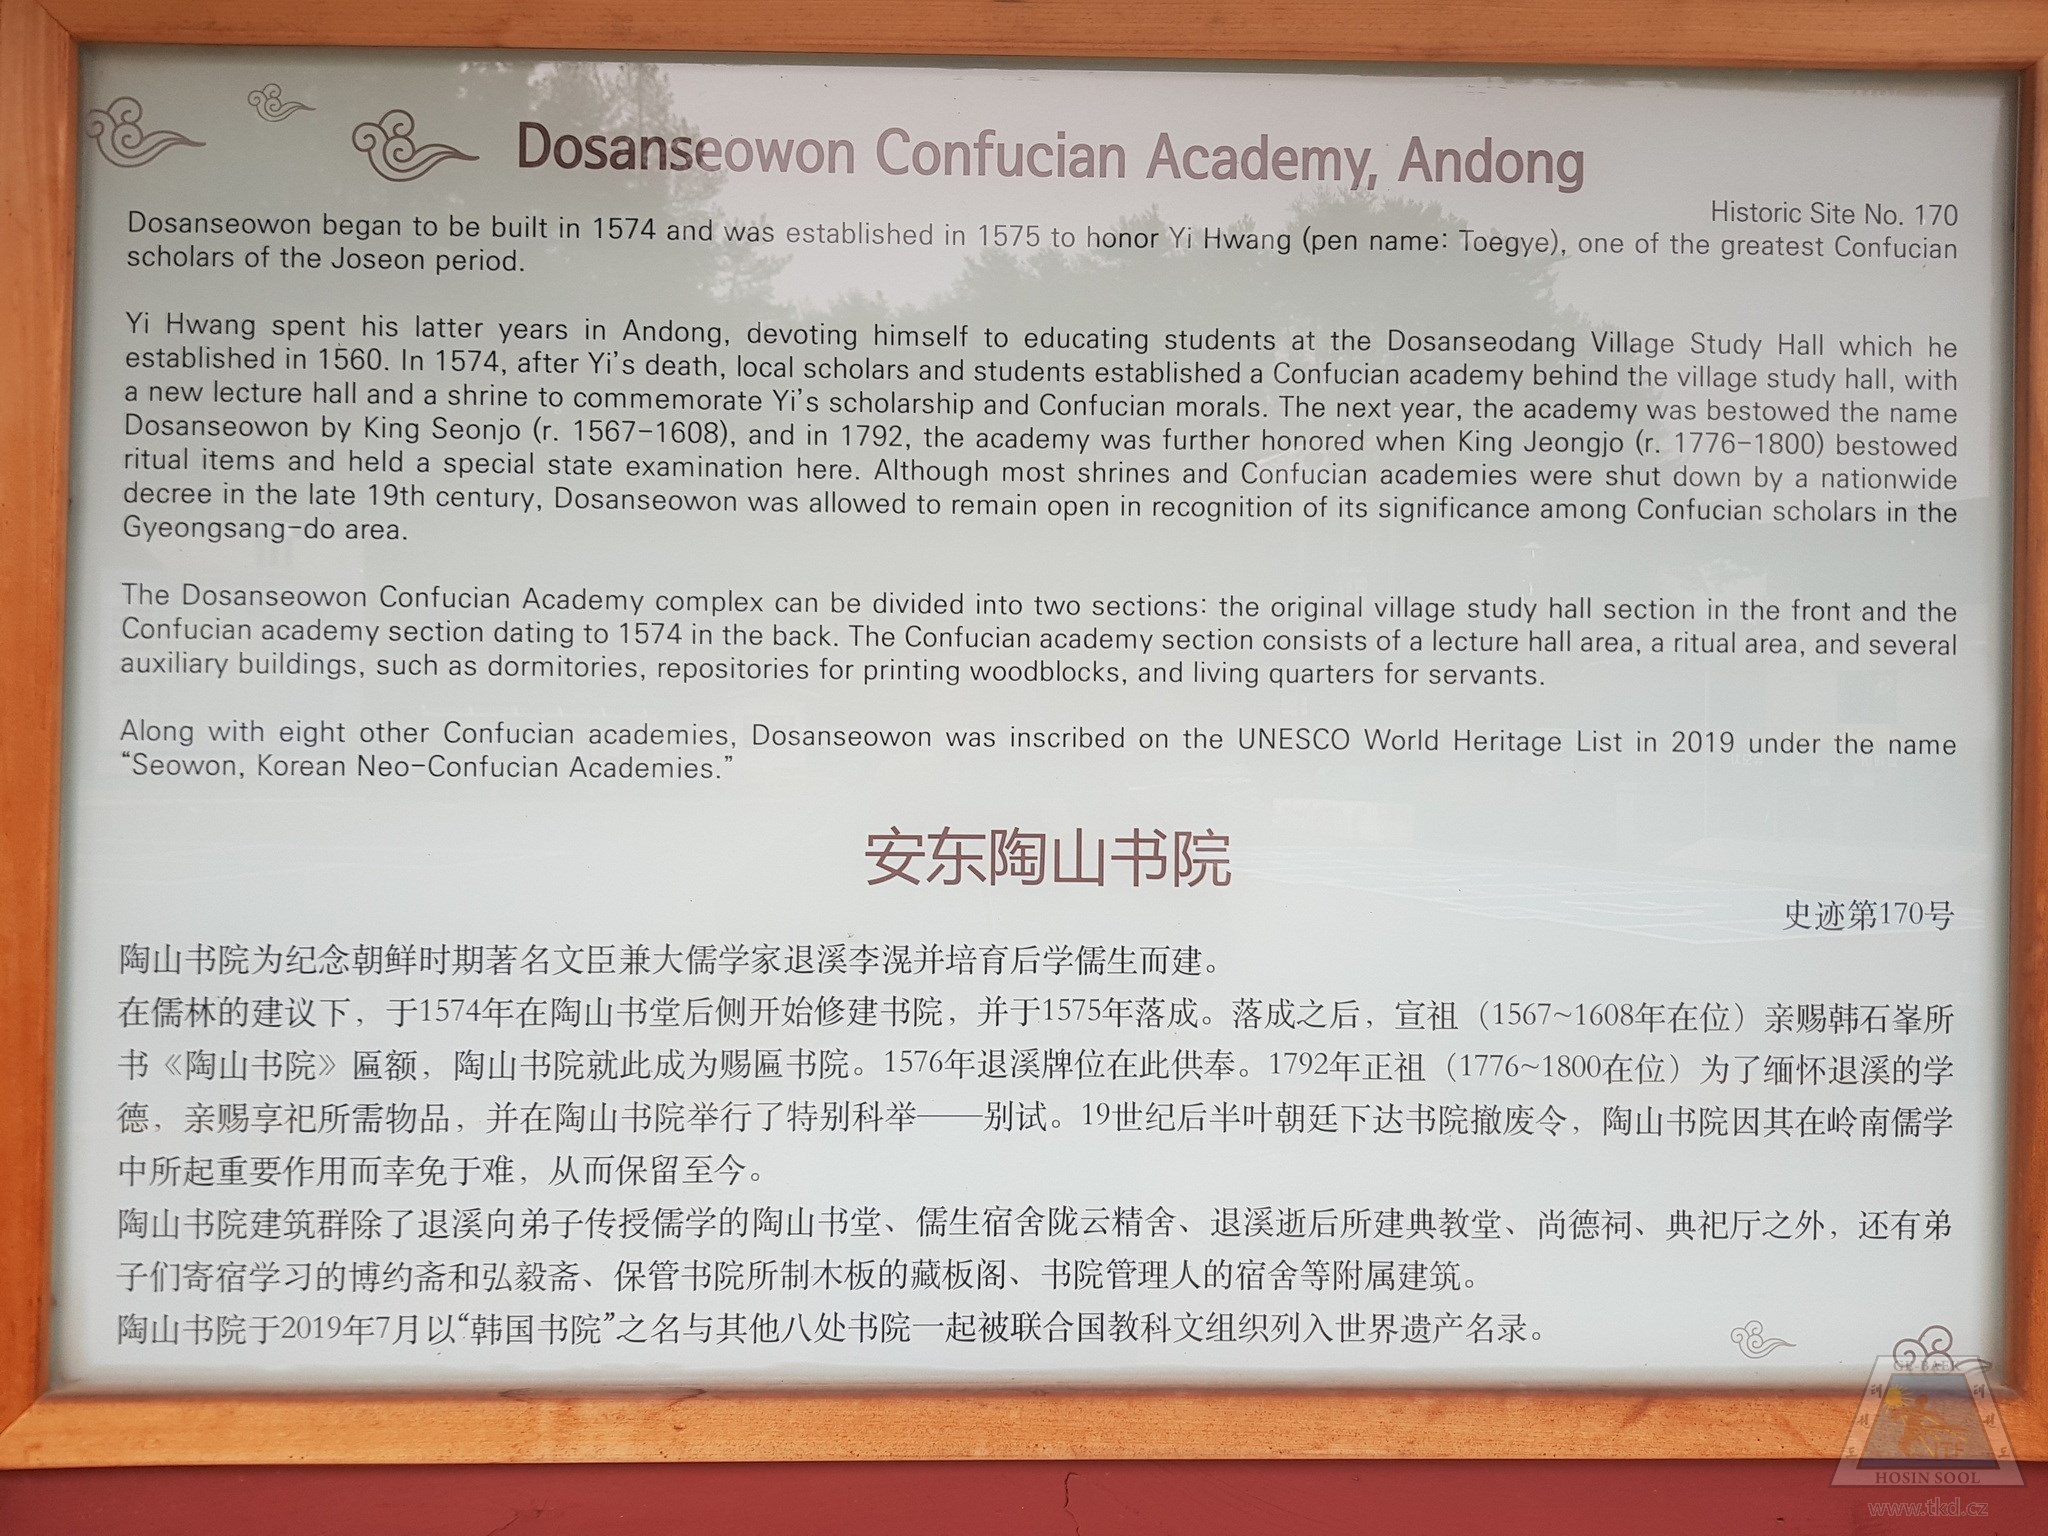 Dosanseowon Confucian Academy, Andong
Historic Site No. 170
Dosanseowon began to be built in 1574 and was established in 1575 to honor Yi Hwang (pen name: Toegye), one of the greatest Confucian
scholars of the Joseon period.
Yi Hwang spent his latter years in Andong, devoting himself to educating students at the Dosanseodang Village Study Hall which he
established in 1560. In 1574, after Yi's death, local scholars and students established a Confucian academy behind the village study hall, with
a new lecture hall and a shrine to commemorate Yi's scholarship and Confucian morals. The next year, the academy was bestowed the name
Dosanseowon by King Seonjo (r. 1567-1608), and in 1792, the academy was further honored when King Jeongjo (r. 1776-1800) bestowed
ritual items and held a special state examination here. Although most shrines and Confucian academies were shut down by a nationwide
decree in the late 19th century, Dosanseowon was allowed to remain open in recognition of its significance among Confucian scholars in the
Gyeongsang-do area.
The Dosanseowon Confucian Academy complex can be divided into two sections: the original village study hall section in the front and the
Confucian academy section dating to 1574 in the back. The Confucian academy section consists of a lecture hall area, a ritual area, and several
auxiliary buildings, such as dormitories, repositories for printing woodblocks, and living quarters for servants.
Along with eight other Confucian academies, Dosanseowon was inscribed on the UNESCO World Heritage List in 2019 under the name
“Seowon, Korean Neo-Confucian Academies.”
安东陶山书院
史迹第170号
陶山书院为纪念朝鲜时期著名文臣兼大儒学家退溪李滉并培育后学儒生而建。
在儒林的建议下，于1574年在陶山书堂后侧开始修建书院，并于1575年落成。落成之后，宣祖（1567~1608年在位）亲赐韩石峯所
书《陶山书院》匾额，陶山书院就此成为赐匾书院。1576年退溪牌位在此供奉。1792年正祖（1776~1800在位）为了缅怀退溪的学
德，亲赐享祀所需物品，并在陶山书院举行了特别科举——别试。19世纪后半叶朝廷下达书院撤废令，陶山书院因其在岭南儒学
中所起重要作用而幸免于难，从而保留至今。
陶山书院建筑群除了退溪向弟子传授儒学的陶山书堂、儒生宿舍陇云精舍、退溪逝后所建典教堂、尚德祠、典祀厅之外，还有弟
子们寄宿学习的博约斋和弘毅斋、保管书院所制木板的藏板阁、书院管理人的宿舍等附属建筑。
陶山书院于2019年7月以“韩国书院”之名与其他八处书院一起被联合国教科文组织列入世界遗产名录。
GE-BAEK
HOSIN SOOL
www.tkd.cz